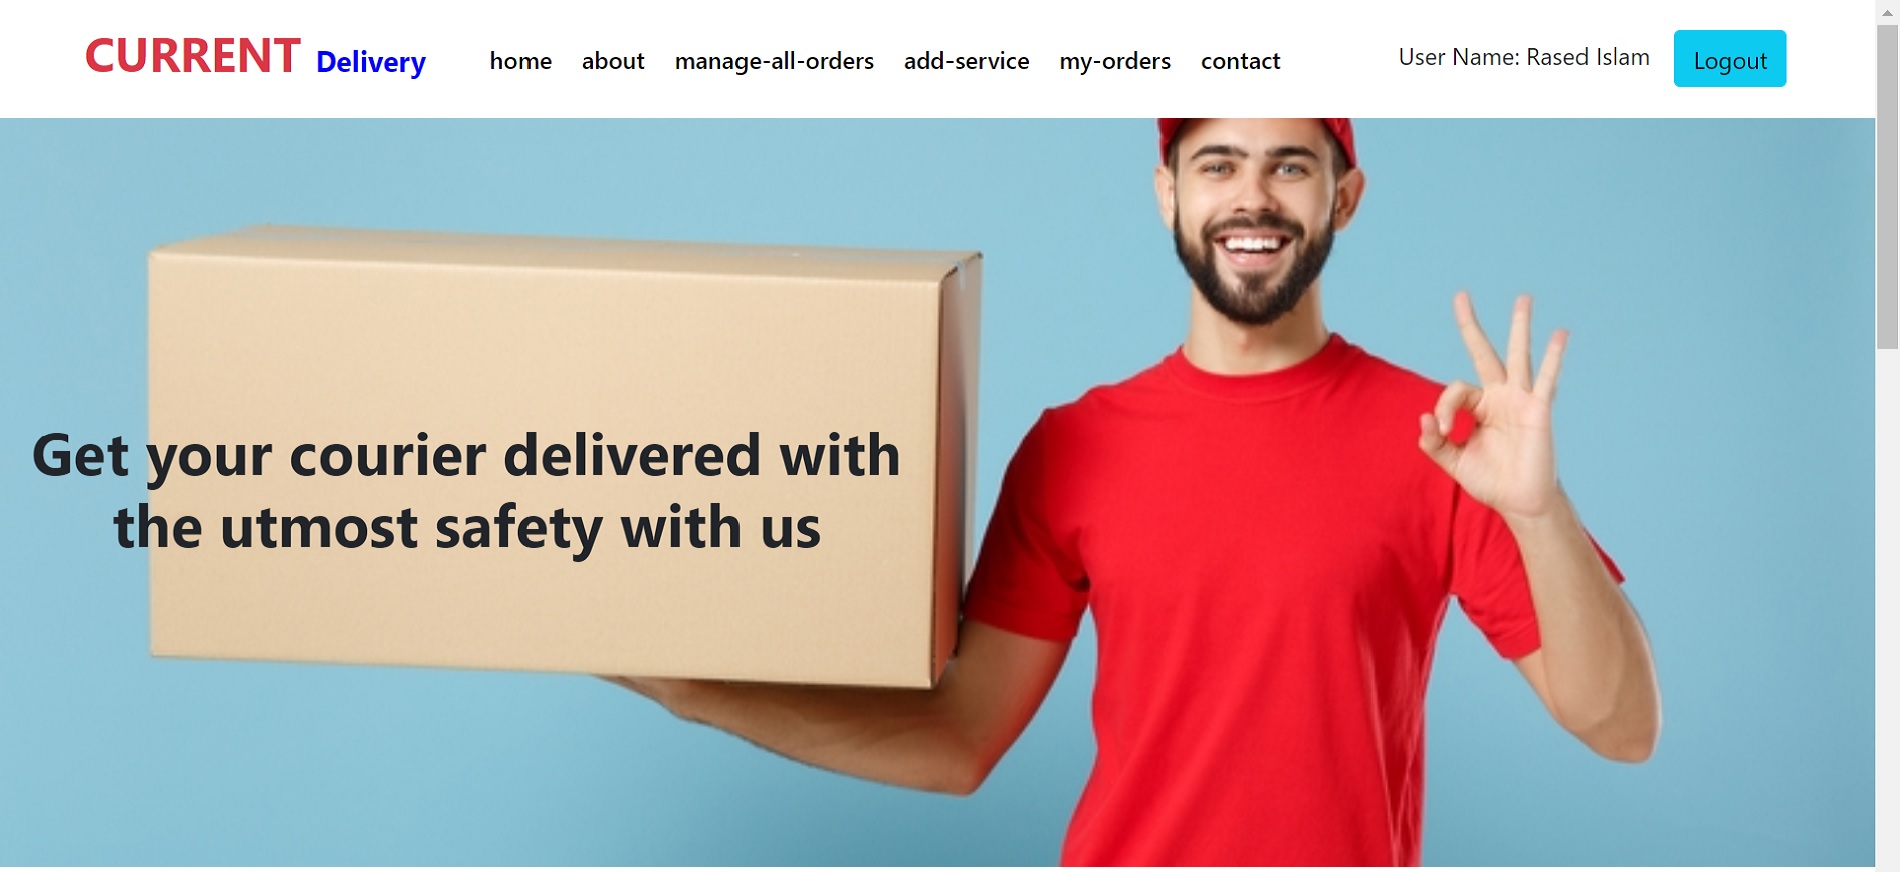 CURRENT Delivery home about manage-all-orders add-service my-orders contact User Name: Rased Islam Logout
Get your courier delivered with
the utmost safety with us